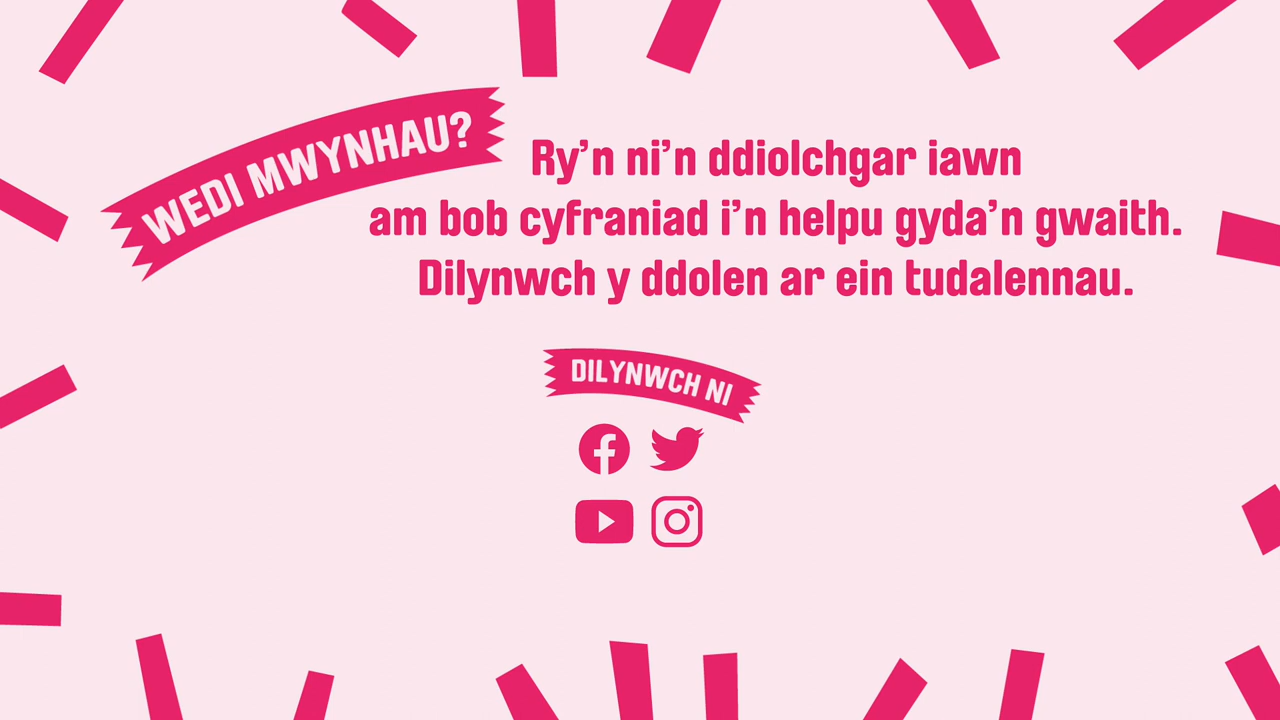 WEDI MWYNHAU?
Ry’n ni’n ddiolchgar iawn
am bob cyfraniad i’n helpu gyda’n gwaith.
Dilynwch y ddolen ar ein tudalennau.
DILYNWCH NI